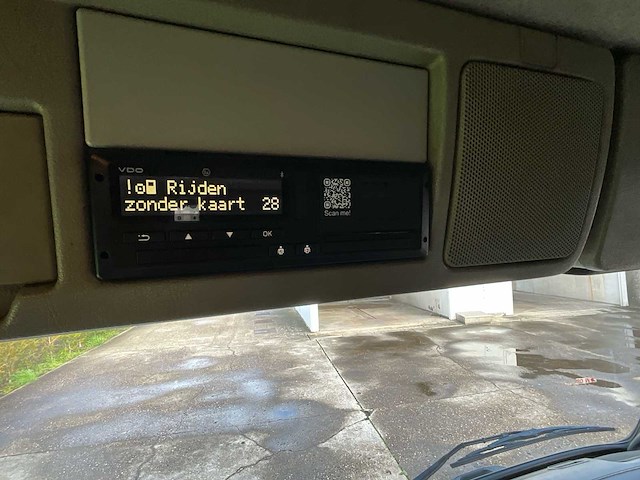 VDO
! Rijden
zonder kaart 28
Scan me!
OK